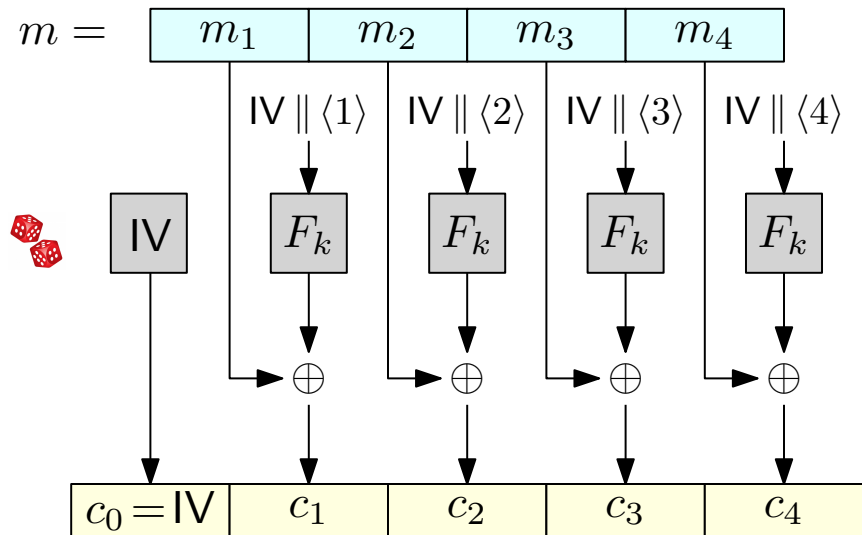 m = m₁ m₂ m₃ m₄
IV ∥ ⟨1⟩ IV ∥ ⟨2⟩ IV ∥ ⟨3⟩ IV ∥ ⟨4⟩
IV Fₖ Fₖ Fₖ Fₖ
c₀ = IV c₁ c₂ c₃ c₄